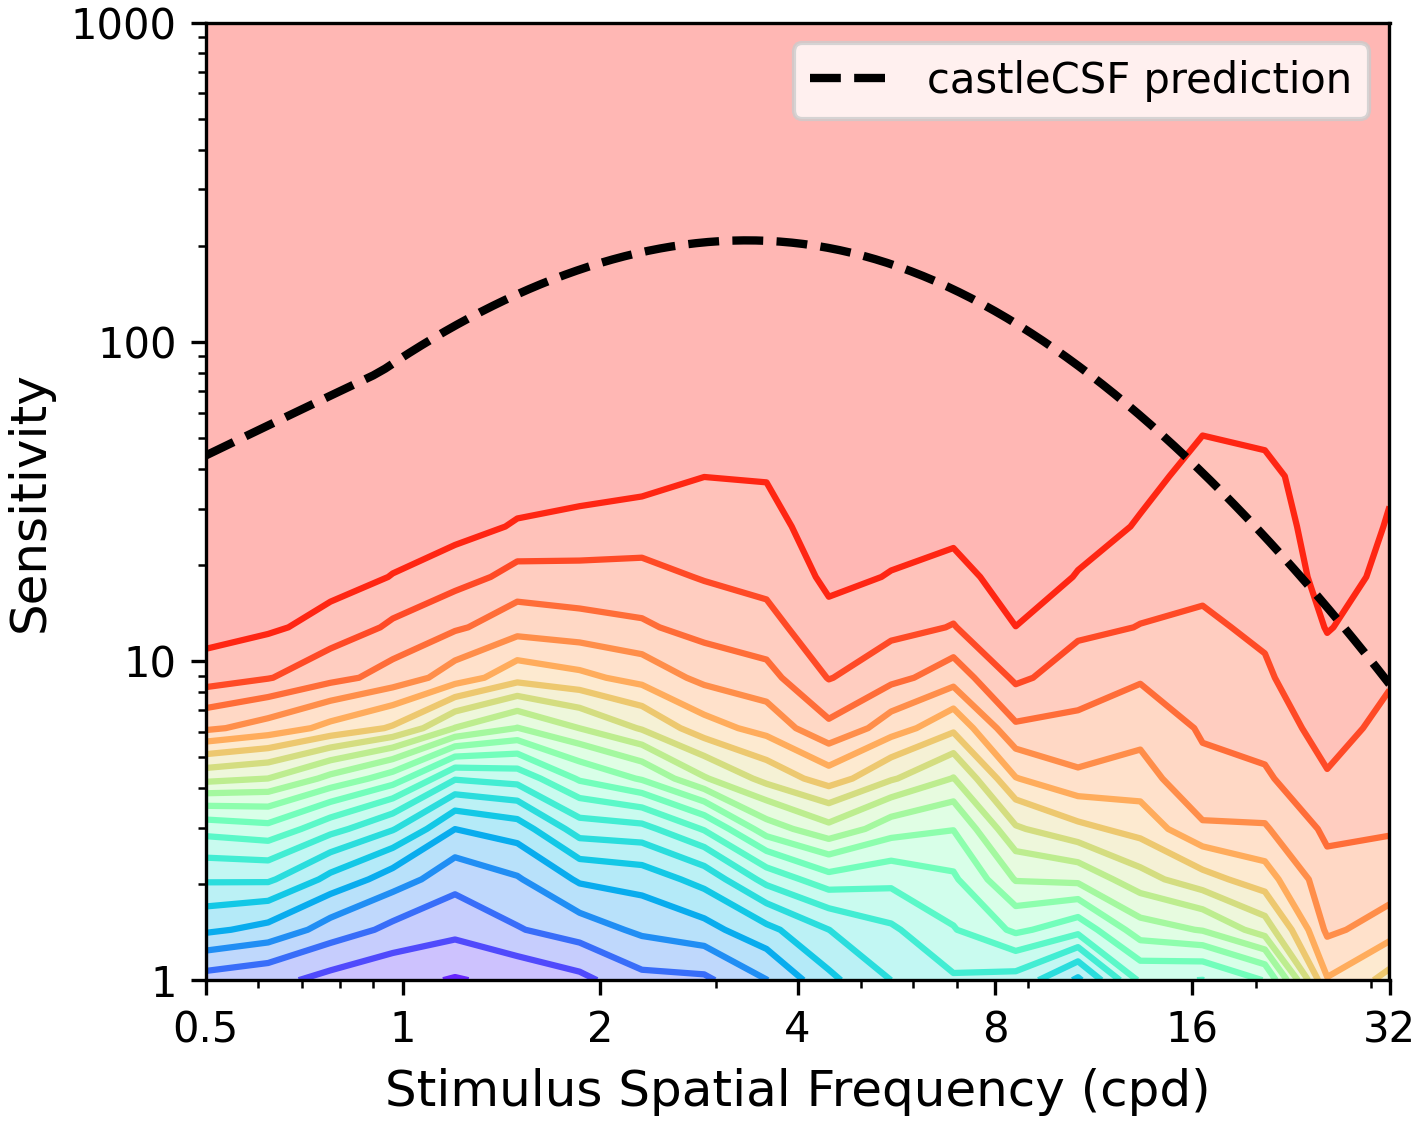 1000
castleCSF prediction
100
Sensitivity
10
1
0.5 1 2 4 8 16 32
Stimulus Spatial Frequency (cpd)